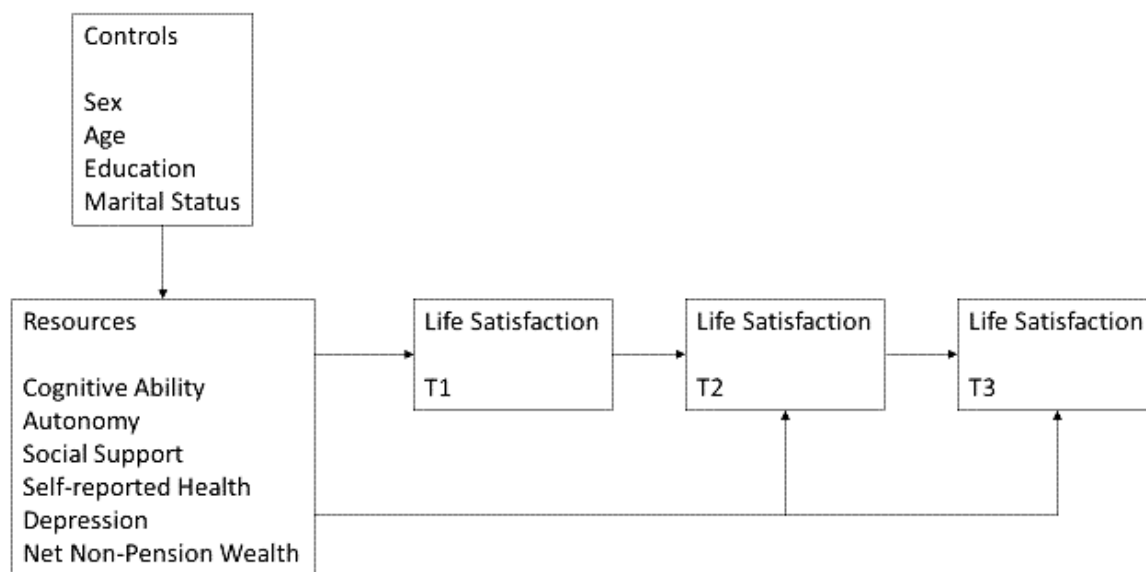 Controls
Sex
Age
Education
Marital Status
Resources
Cognitive Ability
Autonomy
Social Support
Self-reported Health
Depression
Net Non-Pension Wealth
Life Satisfaction
T1
Life Satisfaction
T2
Life Satisfaction
T3